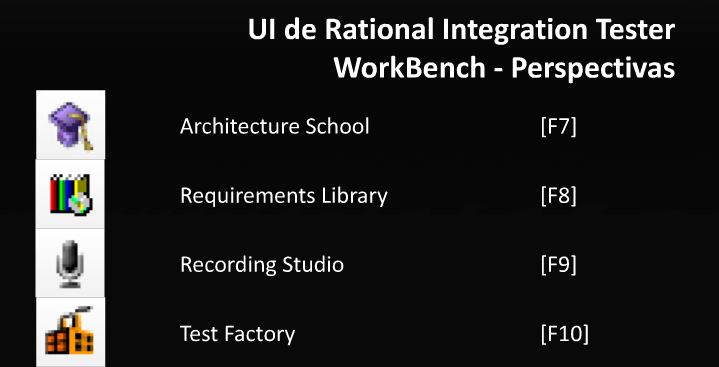 UI de Rational Integration Tester
WorkBench - Perspectivas
Architecture School [F7]
Requirements Library [F8]
Recording Studio [F9]
Test Factory [F10]